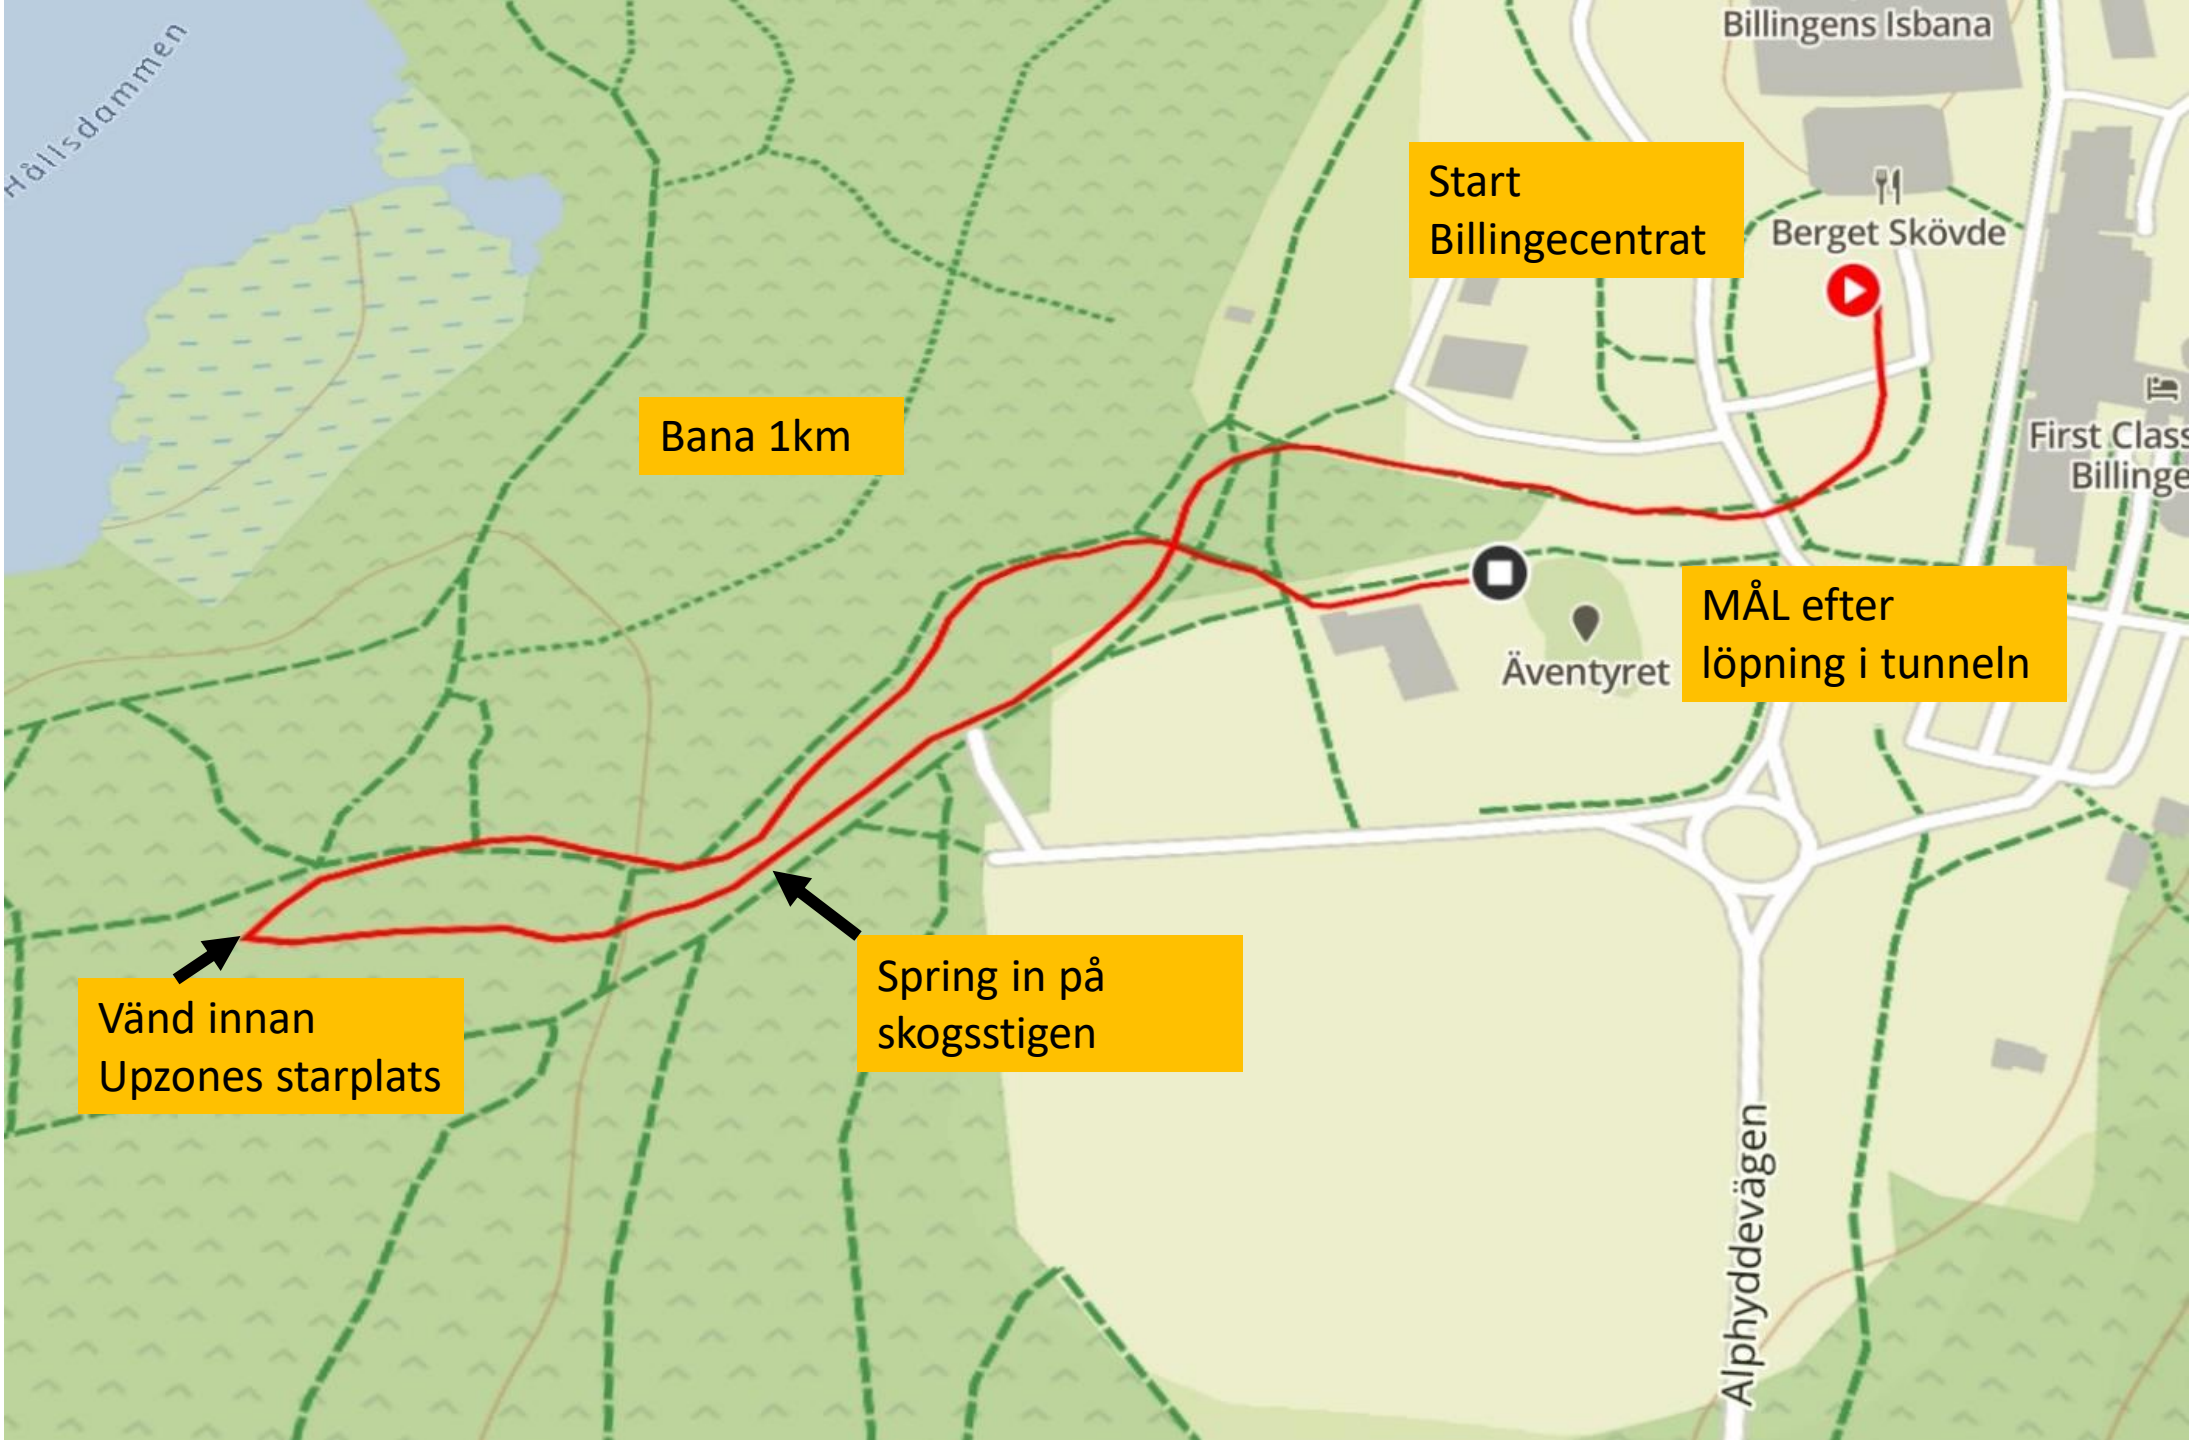 Billingens Isbana
Hållsdammen
Start
Billingecentrat
Berget Skövde
Bana 1km
First Class
Billinge
MÅL efter
löpning i tunneln
Äventyret
Spring in på
skogsstigen
Vänd innan
Upzones starplats
Alphyddevägen